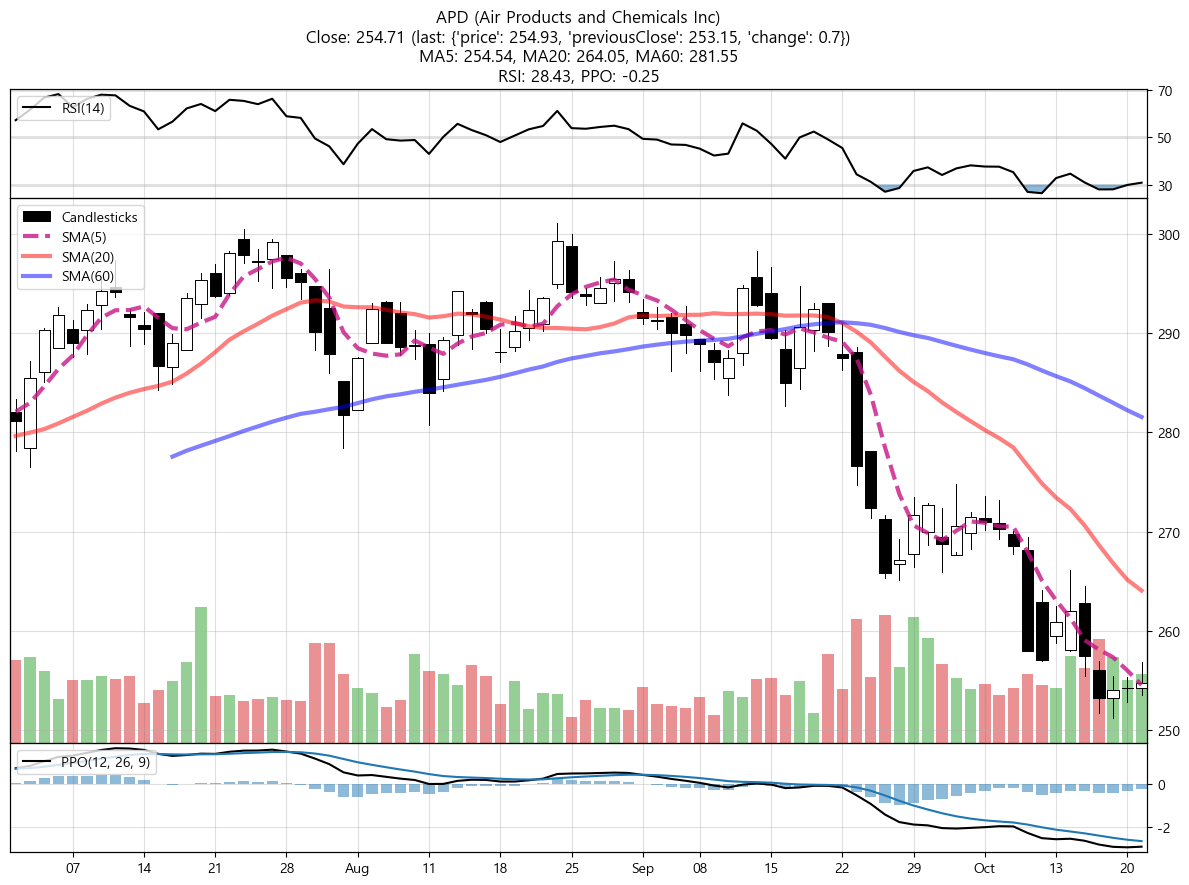 APD (Air Products and Chemicals Inc)
Close: 254.71 (last: {'price': 254.93, 'previousClose': 253.15, 'change': 0.7})
MA5: 254.54, MA20: 264.05, MA60: 281.55
RSI: 28.43, PPO: -0.25
RSI(14)
70
50
30
Candlesticks
SMA(5)
SMA(20)
SMA(60)
300
290
280
270
260
250
PPO(12, 26, 9)
0
-2
07 14 21 28 Aug 11 18 25 Sep 08 15 22 29 Oct 13 20